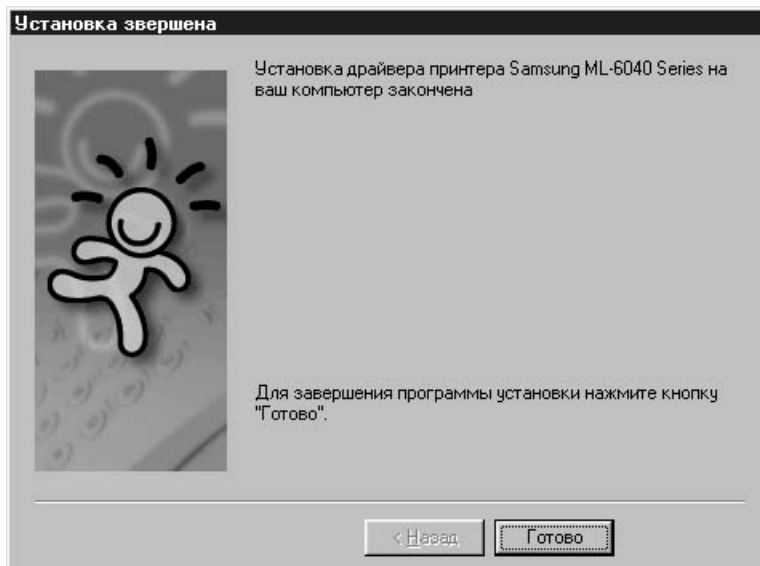 Установка звершена
Установка драйвера принтера Samsung ML-6040 Series на
ваш компьютер закончена
Для завершения программы установки нажмите кнопку
"Готово".
< Назад
Готово